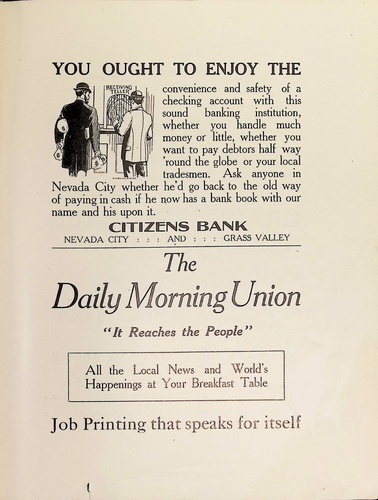 YOU OUGHT TO ENJOY THE
RECEIVING
TELLER
convenience and safety of a
checking account with this
sound banking institution,
whether you handle much
money or little, whether you
want to pay debtors half way
'round the globe or your local
tradesmen. Ask anyone in
Nevada City whether he'd go back to the old way
of paying in cash if he now has a bank book with our
name and his upon it.
CITIZENS BANK
NEVADA CITY : : : AND : : : GRASS VALLEY
The
Daily Morning Union
"It Reaches the People"
All the Local News and World's
Happenings at Your Breakfast Table
Job Printing that speaks for itself